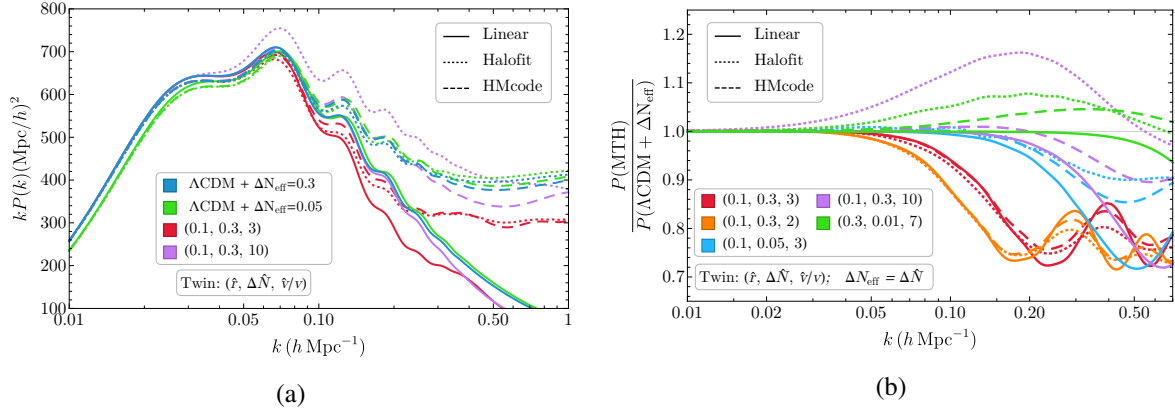 800
700
600
500
400
300
200
100
kP(k)(Mpc/h)²
Linear
Halofit
HMcode
ΛCDM + ΔN_eff=0.3
ΛCDM + ΔN_eff=0.05
(0.1, 0.3, 3)
(0.1, 0.3, 10)
Twin: (r̂, ΔN̂, v̂/v)
0.01 0.05 0.10 0.50 1
k (h Mpc⁻¹)
(a)
1.2
1.1
1.0
0.9
0.8
0.7
P(MTH)
P(ΛCDM + ΔN_eff)
Linear
Halofit
HMcode
(0.1, 0.3, 3) (0.1, 0.3, 10)
(0.1, 0.3, 2) (0.3, 0.01, 7)
(0.1, 0.05, 3)
Twin: (r̂, ΔN̂, v̂/v); ΔN_eff = ΔN̂
0.01 0.02 0.05 0.10 0.20 0.50
k (h Mpc⁻¹)
(b)